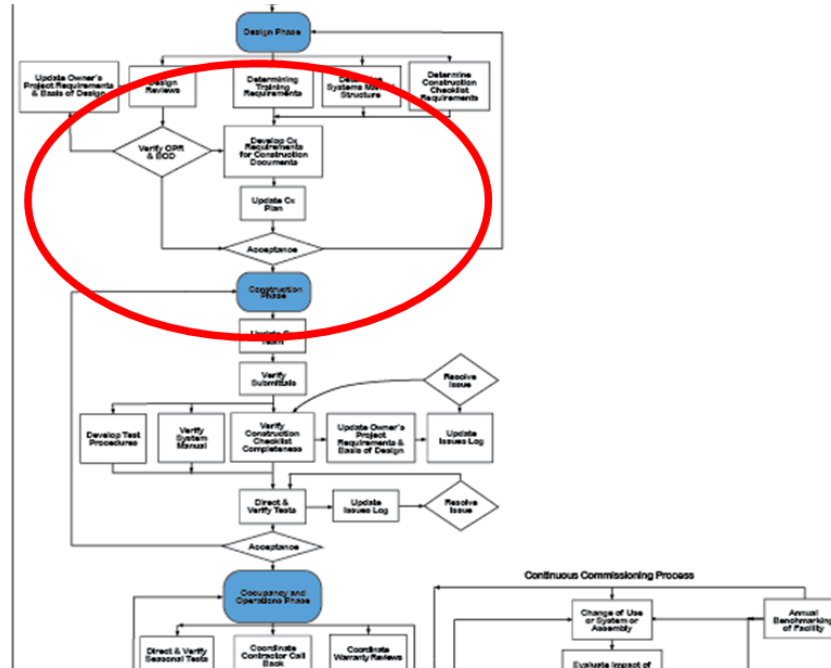 Design Phase
Update Owner's
Project Requirements
& Basis of Design
Design
Reviews
Determining
Training
Requirements
Determine
Systems Manual
Structure
Determine
Construction
Checklist
Requirements
Verify OPR
& BOD
Develop Cx
Requirements
for Construction
Documents
Update Cx
Plan
Acceptance
Construction
Phase
Update Cx
Team
Verify
Submittals
Resolve
Issue
Develop Test
Procedures
Verify
System
Manual
Verify
Construction
Checklist
Completeness
Update Owner's
Project
Requirements &
Basis of Design
Update
Issues Log
Direct &
Verify Tests
Update
Issues Log
Resolve
Issue
Acceptance
Occupancy and
Operations Phase
Direct & Verify
Seasonal Tests
Coordinate
Contractor Call
Back
Coordinate
Warranty Reviews
Continuous Commissioning Process
Change of Use
or System or
Assembly
Annual
Benchmarking
of Facility
Evaluate Impact of